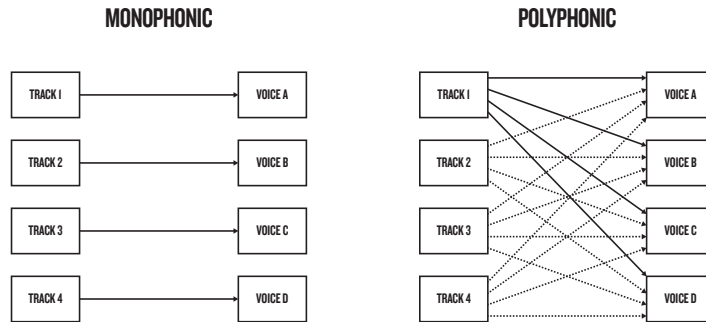 MONOPHONIC
TRACK 1
VOICE A
TRACK 2
VOICE B
TRACK 3
VOICE C
TRACK 4
VOICE D
POLYPHONIC
TRACK 1
VOICE A
TRACK 2
VOICE B
TRACK 3
VOICE C
TRACK 4
VOICE D